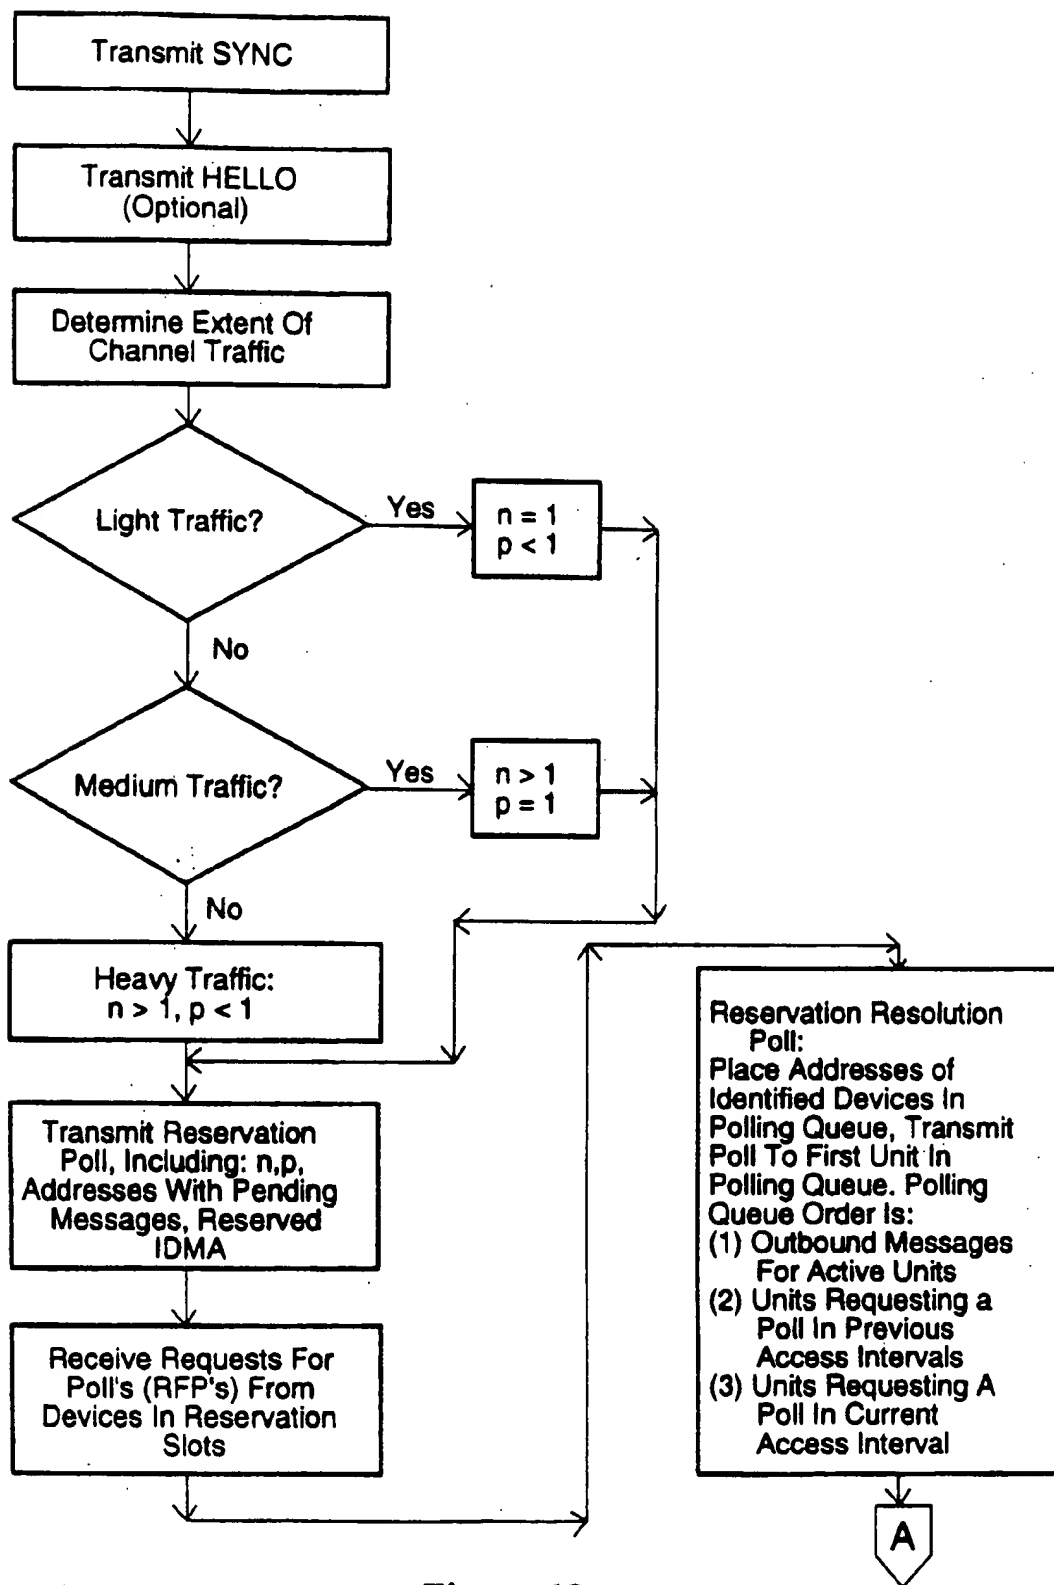 Transmit SYNC
Transmit HELLO
(Optional)
Determine Extent Of
Channel Traffic
Light Traffic?
Yes
n = 1
p < 1
No
Medium Traffic?
Yes
n > 1
p = 1
No
Heavy Traffic:
n > 1, p < 1
Transmit Reservation
Poll, Including: n,p,
Addresses With Pending
Messages, Reserved
IDMA
Receive Requests For
Poll's (RFP's) From
Devices In Reservation
Slots
Reservation Resolution
Poll:
Place Addresses of
Identified Devices In
Polling Queue, Transmit
Poll To First Unit In
Polling Queue. Polling
Queue Order Is:
(1) Outbound Messages
For Active Units
(2) Units Requesting a
Poll In Previous
Access Intervals
(3) Units Requesting A
Poll In Current
Access Interval
A